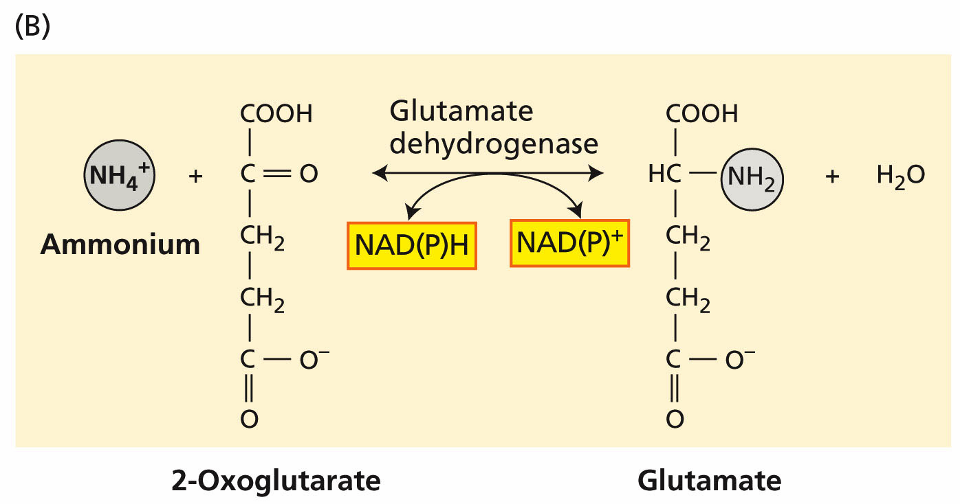 (B)
Glutamate
dehydrogenase
NH₄⁺ + COOH
C = O
CH₂
CH₂
C — O⁻
O
Ammonium
2-Oxoglutarate
NAD(P)H
NAD(P)⁺
COOH
HC — NH₂ + H₂O
CH₂
CH₂
C — O⁻
O
Glutamate